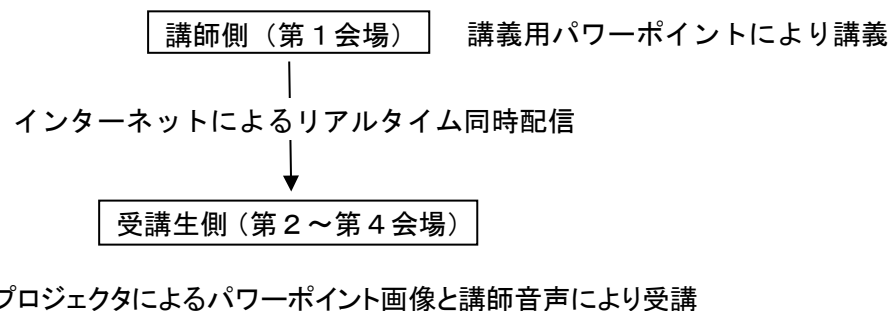 講師側（第１会場） 講義用パワーポイントにより講義
インターネットによるリアルタイム同時配信
受講生側（第２～第４会場）
プロジェクタによるパワーポイント画像と講師音声により受講